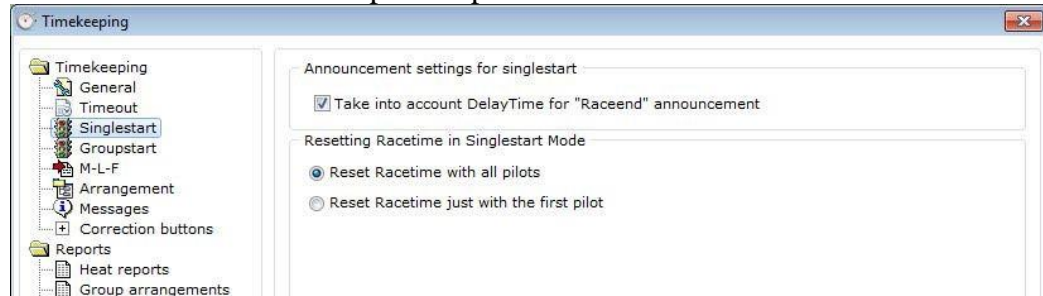 Timekeeping
Timekeeping
General
Timeout
Singlestart
Groupstart
M-L-F
Arrangement
Messages
Correction buttons
Reports
Heat reports
Group arrangements
Announcement settings for singlestart
Take into account DelayTime for "Raceend" announcement
Resetting Racetime in Singlestart Mode
Reset Racetime with all pilots
Reset Racetime just with the first pilot